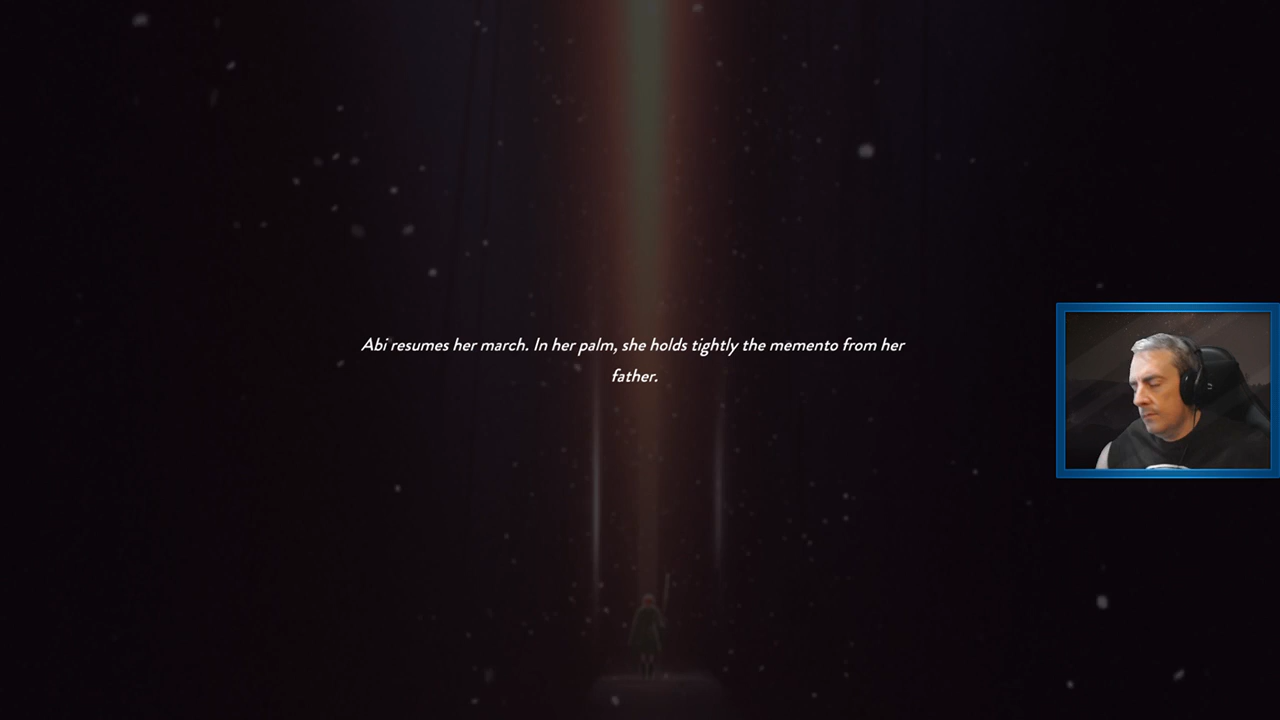 Abi resumes her march. In her palm, she holds tightly the memento from her
father.